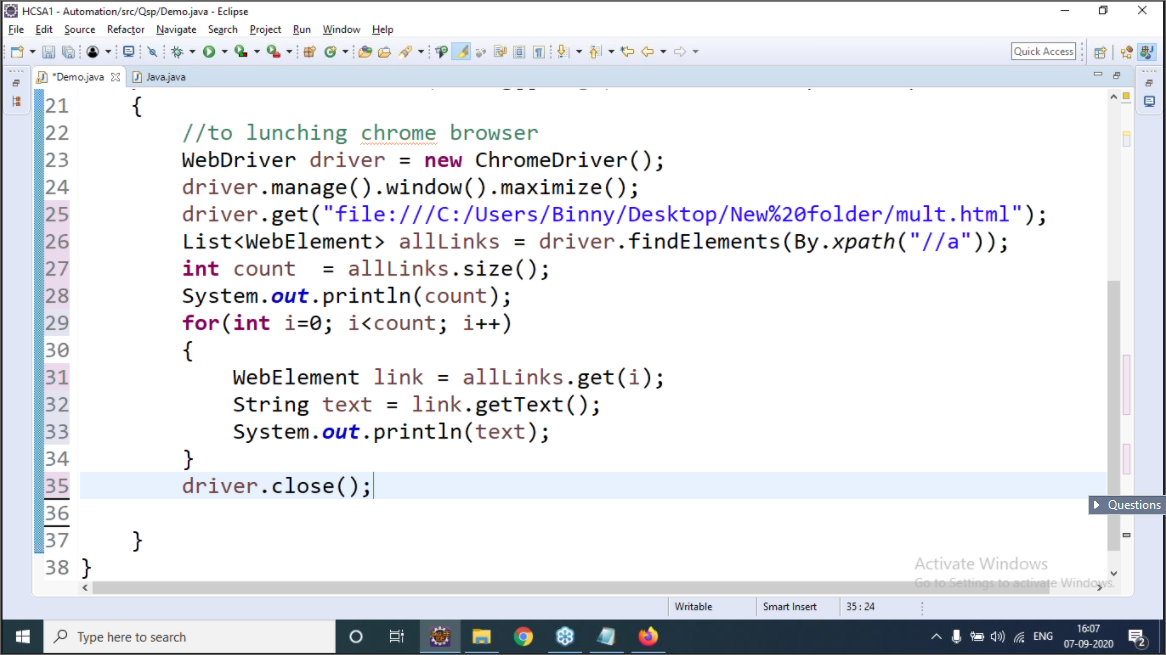 HCSA1 - Automation/src/Qsp/Demo.java - Eclipse
File Edit Source Refactor Navigate Search Project Run Window Help
Quick Access
*Demo.java Java.java
21 {
22 //to lunching chrome browser
23 WebDriver driver = new ChromeDriver();
24 driver.manage().window().maximize();
25 driver.get("file:///C:/Users/Binny/Desktop/New%20folder/mult.html");
26 List<WebElement> allLinks = driver.findElements(By.xpath("//a"));
27 int count  = allLinks.size();
28 System.out.println(count);
29 for(int i=0; i<count; i++)
30 {
31 WebElement link = allLinks.get(i);
32 String text = link.getText();
33 System.out.println(text);
34 }
35 driver.close();
36
37 }
38 }
Questions
Activate Windows
Go to Settings to activate Windows.
Writable Smart Insert 35 : 24
Type here to search
ENG
16:07
07-09-2020
2